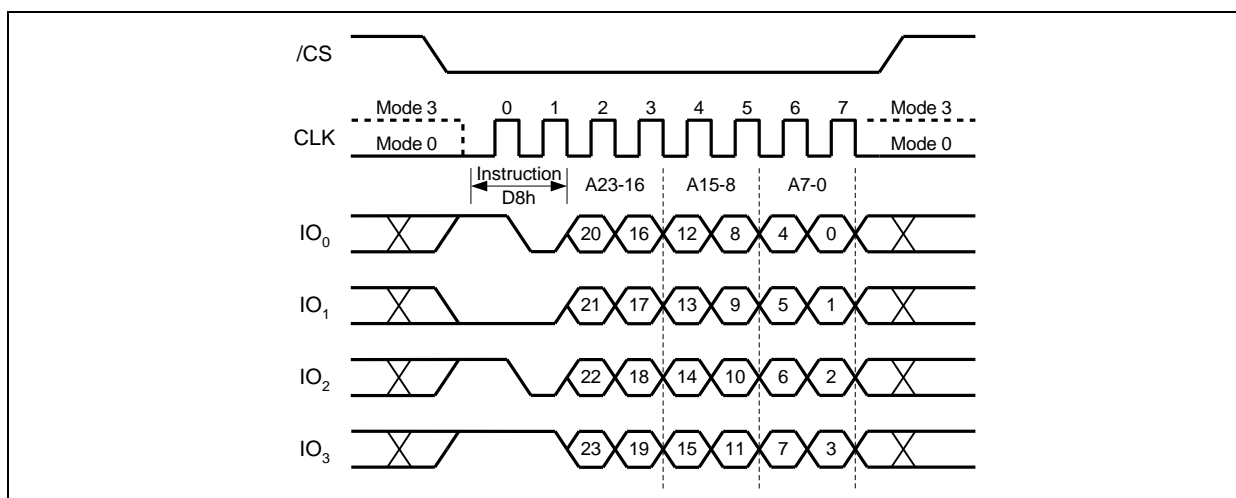 /CS
Mode 3 0 1 2 3 4 5 6 7 Mode 3
CLK
Mode 0 Mode 0
Instruction A23-16 A15-8 A7-0
D8h
IO0 20 16 12 8 4 0
IO1 21 17 13 9 5 1
IO2 22 18 14 10 6 2
IO3 23 19 15 11 7 3